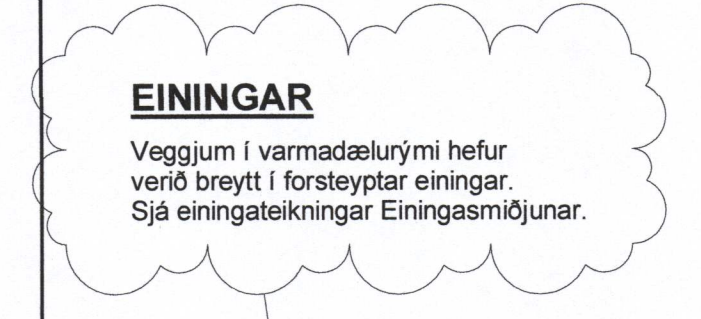 EININGAR
Veggjum í varmadælurými hefur
verið breytt í forsteyptar einingar.
Sjá einingateikningar Einingasmiðjunar.